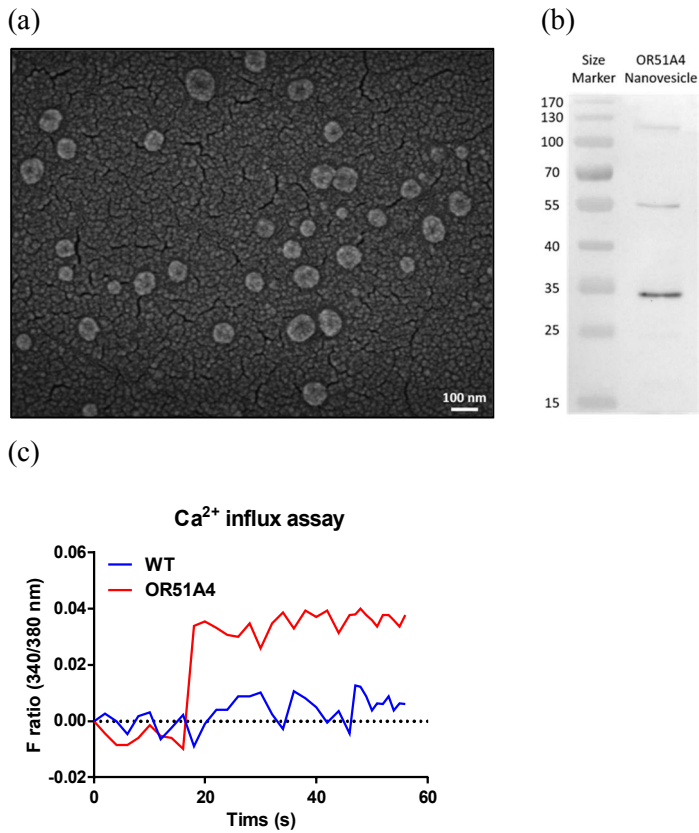 (a)
100 nm
(b)
Size Marker
OR51A4 Nanovesicle
170
130
100
70
55
40
35
25
15
(c)
Ca²⁺ influx assay
WT
OR51A4
F ratio (340/380 nm)
0.06
0.04
0.02
0.00
-0.02
0
20
40
60
Tims (s)